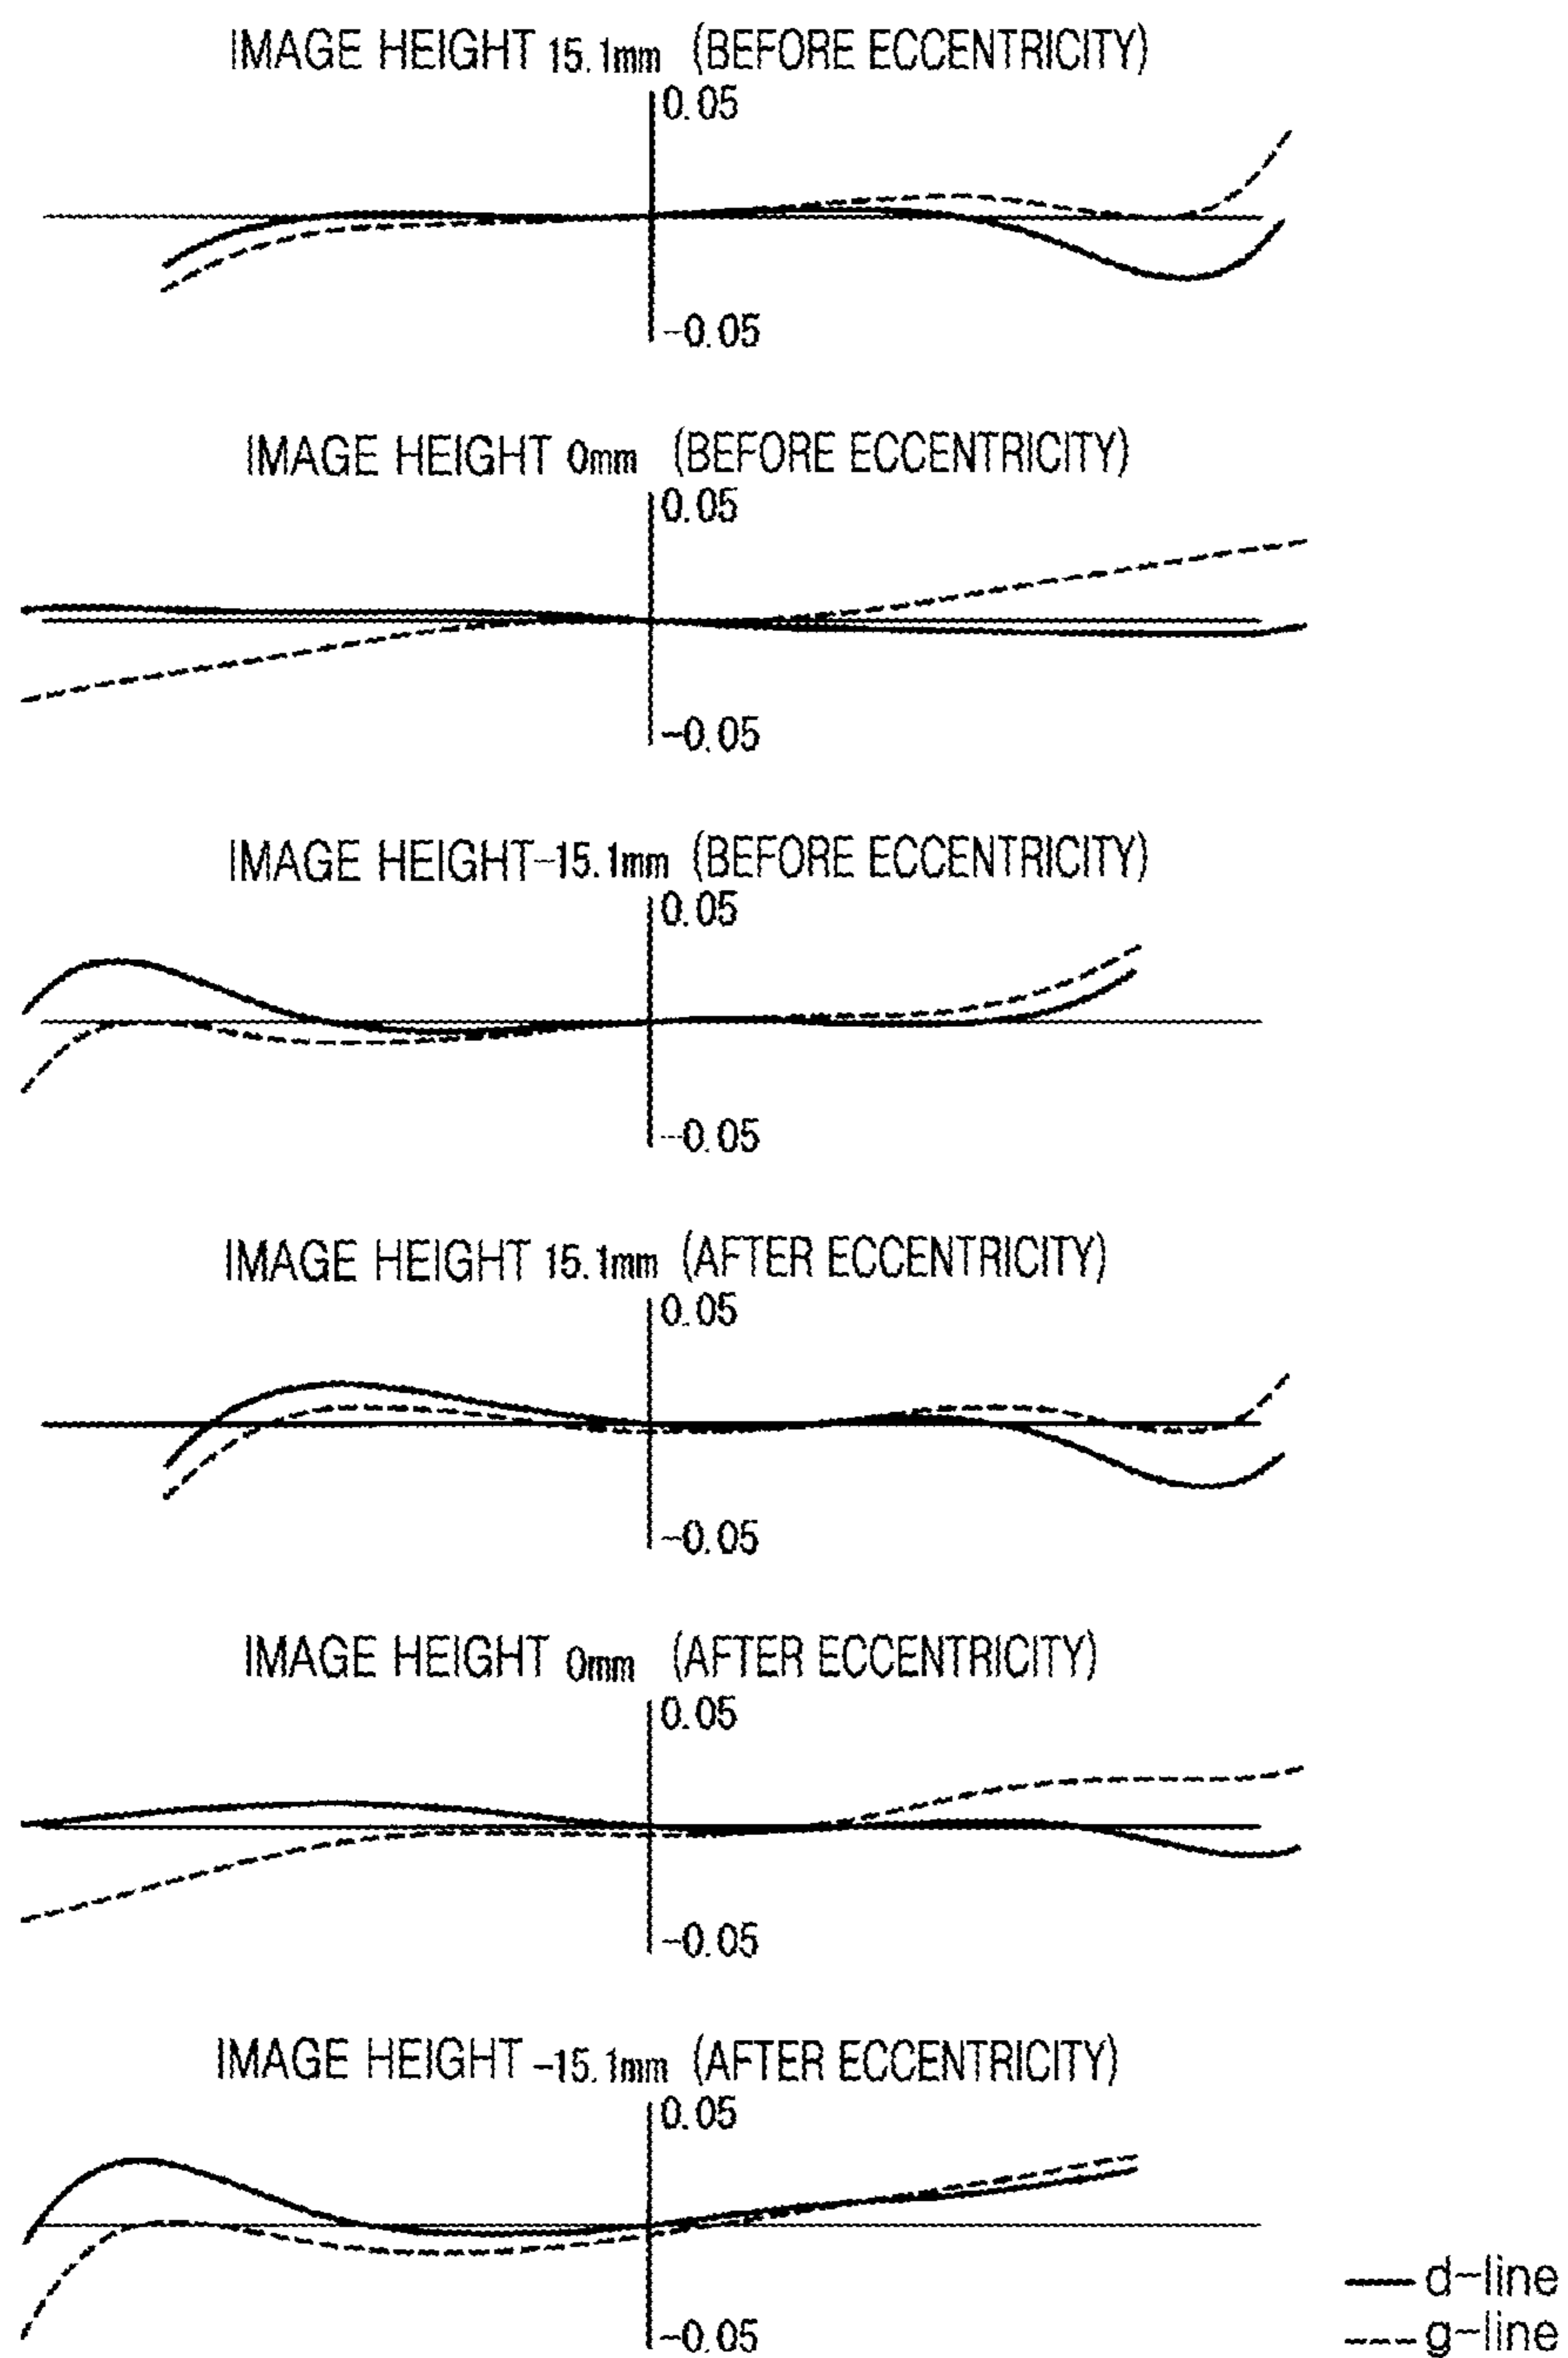 IMAGE HEIGHT 15.1mm (BEFORE ECCENTRICITY)
0.05
-0.05
IMAGE HEIGHT 0mm (BEFORE ECCENTRICITY)
0.05
-0.05
IMAGE HEIGHT-15.1mm (BEFORE ECCENTRICITY)
0.05
-0.05
IMAGE HEIGHT 15.1mm (AFTER ECCENTRICITY)
0.05
-0.05
IMAGE HEIGHT 0mm (AFTER ECCENTRICITY)
0.05
-0.05
IMAGE HEIGHT -15.1mm (AFTER ECCENTRICITY)
0.05
-0.05
d-line
g-line